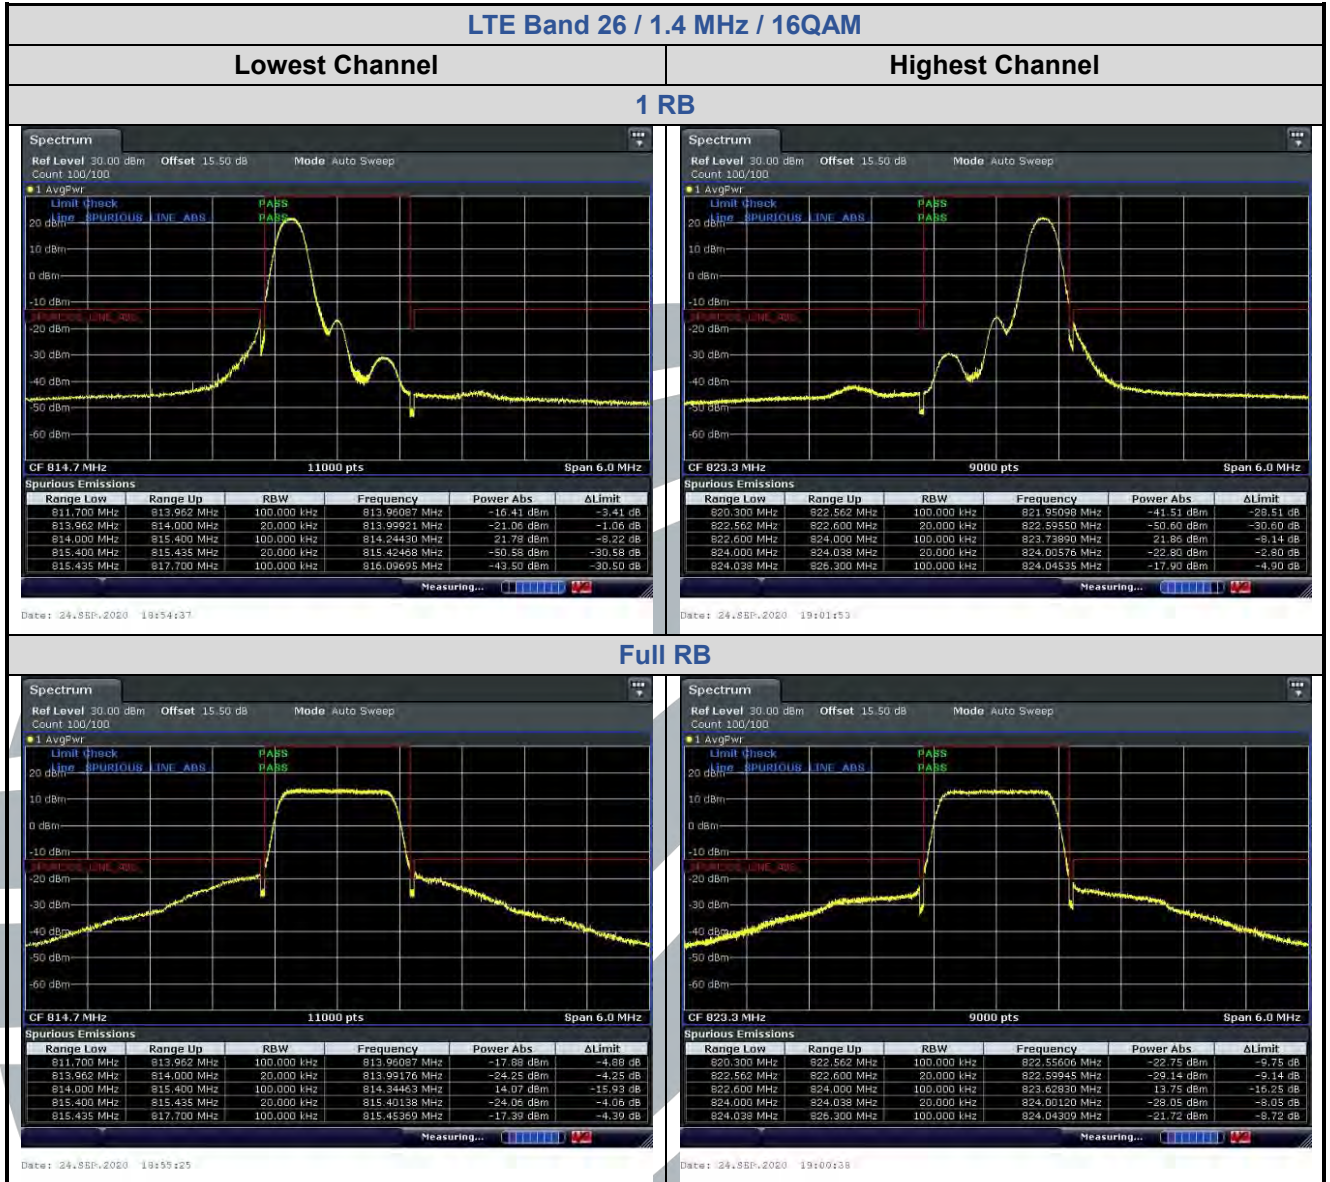 LTE Band 26 / 1.4 MHz / 16QAM
Lowest Channel
Highest Channel
1 RB
Spectrum
Ref Level 30.00 dBm Offset 15.50 dB Mode Auto Sweep
Count 100/100
1 AvgPwr
Limit Check PASS
Line _SPURIOUS_LINE_ABS_ PASS
20 dBm
10 dBm
0 dBm
-10 dBm
_SPURIOUS_LINE_ABS_
-20 dBm
-30 dBm
-40 dBm
-50 dBm
-60 dBm
CF 814.7 MHz 11000 pts Span 6.0 MHz
Spurious Emissions
Range Low Range Up RBW Frequency Power Abs ΔLimit
811.700 MHz 813.962 MHz 100.000 kHz 813.96087 MHz -16.41 dBm -3.41 dB
813.962 MHz 814.000 MHz 20.000 kHz 813.99921 MHz -21.06 dBm -1.06 dB
814.000 MHz 815.400 MHz 100.000 kHz 814.24430 MHz 21.78 dBm -8.22 dB
815.400 MHz 815.435 MHz 20.000 kHz 815.42468 MHz -50.58 dBm -30.58 dB
815.435 MHz 817.700 MHz 100.000 kHz 816.09695 MHz -43.50 dBm -30.50 dB
Measuring...
Date: 24.SEP.2020 18:54:37
Spectrum
Ref Level 30.00 dBm Offset 15.50 dB Mode Auto Sweep
Count 100/100
1 AvgPwr
Limit Check PASS
Line _SPURIOUS_LINE_ABS_ PASS
20 dBm
10 dBm
0 dBm
-10 dBm
_SPURIOUS_LINE_ABS_
-20 dBm
-30 dBm
-40 dBm
-50 dBm
-60 dBm
CF 823.3 MHz 9000 pts Span 6.0 MHz
Spurious Emissions
Range Low Range Up RBW Frequency Power Abs ΔLimit
820.300 MHz 822.562 MHz 100.000 kHz 821.95098 MHz -41.51 dBm -28.51 dB
822.562 MHz 822.600 MHz 20.000 kHz 822.59550 MHz -50.60 dBm -30.60 dB
822.600 MHz 824.000 MHz 100.000 kHz 823.73890 MHz 21.86 dBm -8.14 dB
824.000 MHz 824.038 MHz 20.000 kHz 824.00576 MHz -22.80 dBm -2.80 dB
824.038 MHz 826.300 MHz 100.000 kHz 824.04535 MHz -17.90 dBm -4.90 dB
Measuring...
Date: 24.SEP.2020 19:01:53
Full RB
Spectrum
Ref Level 30.00 dBm Offset 15.50 dB Mode Auto Sweep
Count 100/100
1 AvgPwr
Limit Check PASS
Line _SPURIOUS_LINE_ABS_ PASS
20 dBm
10 dBm
0 dBm
-10 dBm
_SPURIOUS_LINE_ABS_
-20 dBm
-30 dBm
-40 dBm
-50 dBm
-60 dBm
CF 814.7 MHz 11000 pts Span 6.0 MHz
Spurious Emissions
Range Low Range Up RBW Frequency Power Abs ΔLimit
811.700 MHz 813.962 MHz 100.000 kHz 813.96087 MHz -17.88 dBm -4.88 dB
813.962 MHz 814.000 MHz 20.000 kHz 813.99176 MHz -24.25 dBm -4.25 dB
814.000 MHz 815.400 MHz 100.000 kHz 814.34463 MHz 14.07 dBm -15.93 dB
815.400 MHz 815.435 MHz 20.000 kHz 815.40138 MHz -24.06 dBm -4.06 dB
815.435 MHz 817.700 MHz 100.000 kHz 815.45369 MHz -17.39 dBm -4.39 dB
Measuring...
Date: 24.SEP.2020 18:55:25
Spectrum
Ref Level 30.00 dBm Offset 15.50 dB Mode Auto Sweep
Count 100/100
1 AvgPwr
Limit Check PASS
Line _SPURIOUS_LINE_ABS_ PASS
20 dBm
10 dBm
0 dBm
-10 dBm
_SPURIOUS_LINE_ABS_
-20 dBm
-30 dBm
-40 dBm
-50 dBm
-60 dBm
CF 823.3 MHz 9000 pts Span 6.0 MHz
Spurious Emissions
Range Low Range Up RBW Frequency Power Abs ΔLimit
820.300 MHz 822.562 MHz 100.000 kHz 822.55606 MHz -22.75 dBm -9.75 dB
822.562 MHz 822.600 MHz 20.000 kHz 822.59945 MHz -29.14 dBm -9.14 dB
822.600 MHz 824.000 MHz 100.000 kHz 823.62830 MHz 13.75 dBm -16.25 dB
824.000 MHz 824.038 MHz 20.000 kHz 824.00120 MHz -28.05 dBm -8.05 dB
824.038 MHz 826.300 MHz 100.000 kHz 824.04309 MHz -21.72 dBm -8.72 dB
Measuring...
Date: 24.SEP.2020 19:00:38